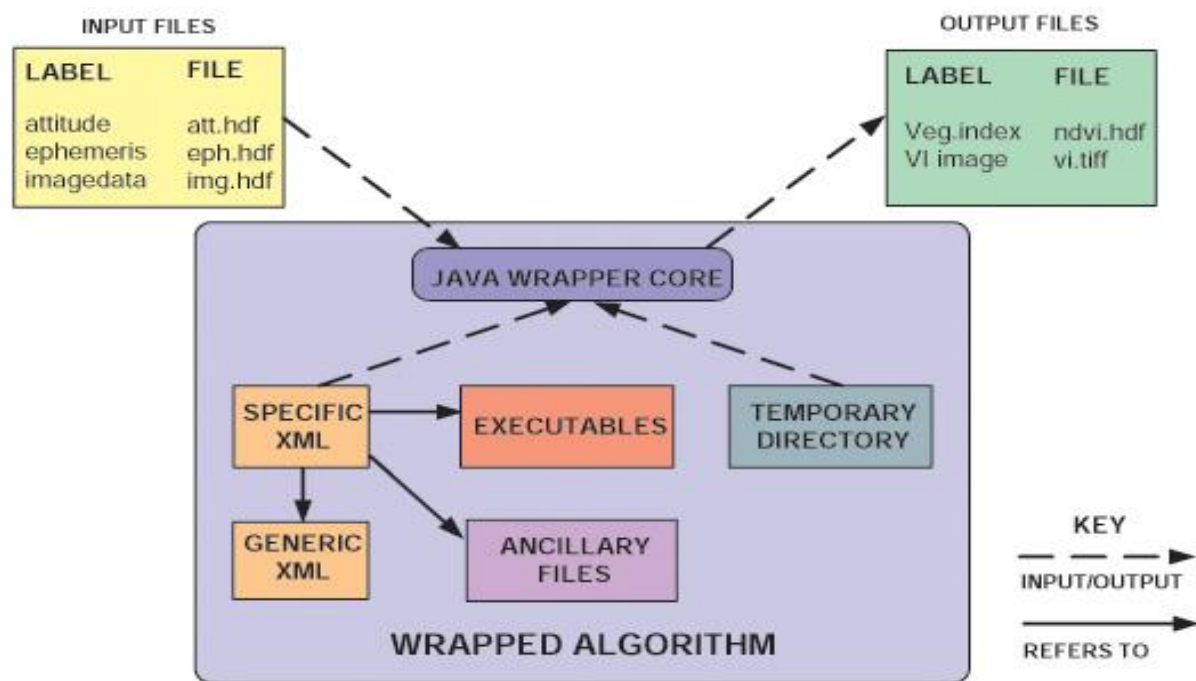 INPUT FILES
LABEL FILE
attitude att.hdf
ephemeris eph.hdf
imagedata img.hdf
OUTPUT FILES
LABEL FILE
Veg.index ndvi.hdf
VI image vi.tiff
JAVA WRAPPER CORE
SPECIFIC
XML
EXECUTABLES
TEMPORARY
DIRECTORY
GENERIC
XML
ANCILLARY
FILES
WRAPPED ALGORITHM
KEY
INPUT/OUTPUT
REFERS TO